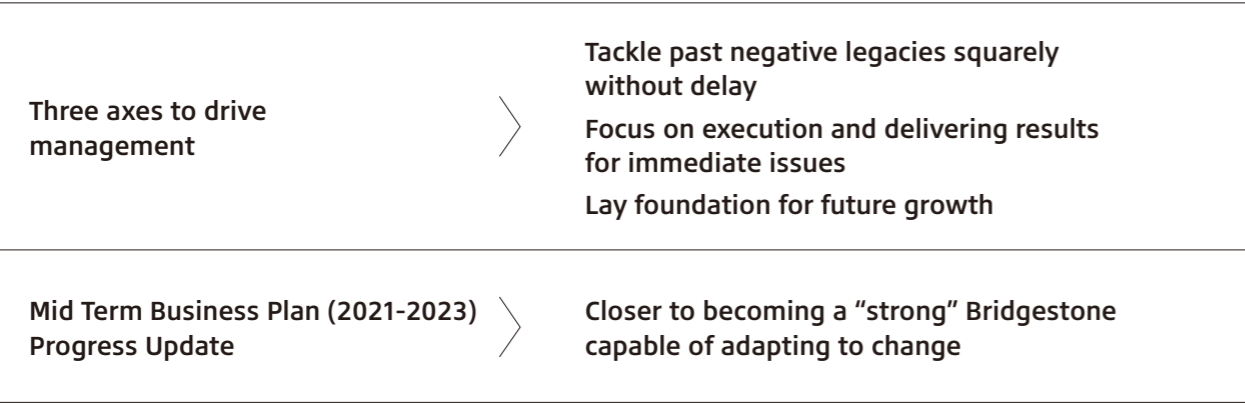 Three axes to drive
management
Tackle past negative legacies squarely
without delay
Focus on execution and delivering results
for immediate issues
Lay foundation for future growth
Mid Term Business Plan (2021-2023)
Progress Update
Closer to becoming a “strong” Bridgestone
capable of adapting to change